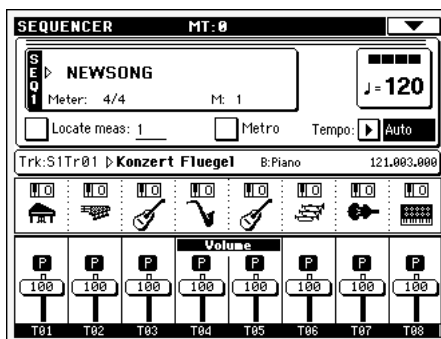 SEQUENCER MT:0
SEQ1 NEWSONG
Meter: 4/4 M: 1
♩=120
Locate meas: 1 Metro Tempo: Auto
Trk:S1Tr01 Konzert Fluegel B:Piano 121.003.000
Volume
P P P P P P P P
100 100 100 100 100 100 100 100
T01 T02 T03 T04 T05 T06 T07 T08